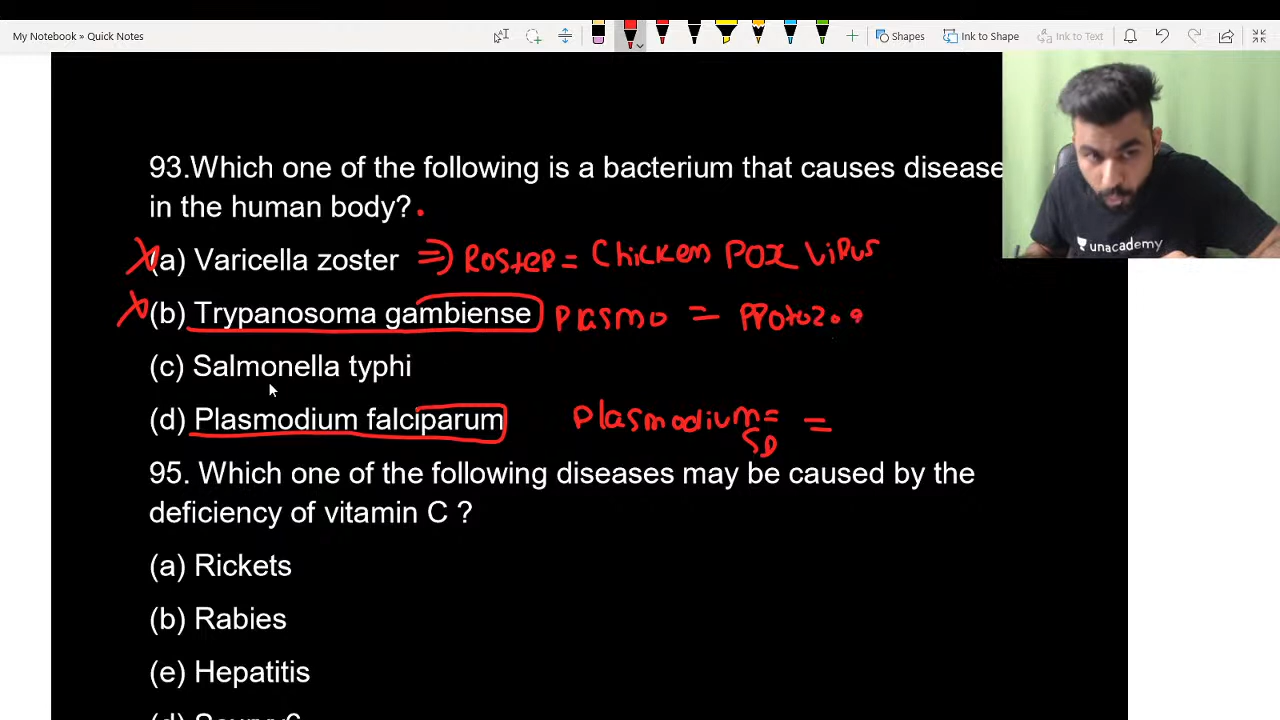 My Notebook » Quick Notes
Shapes
Ink to Shape
Ink to Text
93.Which one of the following is a bacterium that causes disease
in the human body?.
unacademy
(a) Varicella zoster => Roster = Chicken Pox ViRus
(b) Trypanosoma gambiense Plasmo = PRotozoa
(c) Salmonella typhi
(d) Plasmodium falciparum Plasmodium = =
95. Which one of the following diseases may be caused by the
deficiency of vitamin C ?
(a) Rickets
(b) Rabies
(e) Hepatitis